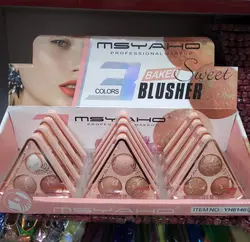 MSYAHO
PROFESSIONAL MAKEUP
3
COLORS
BAKED
Sweet
BLUSHER
MSYAHO
ITEM NO.: